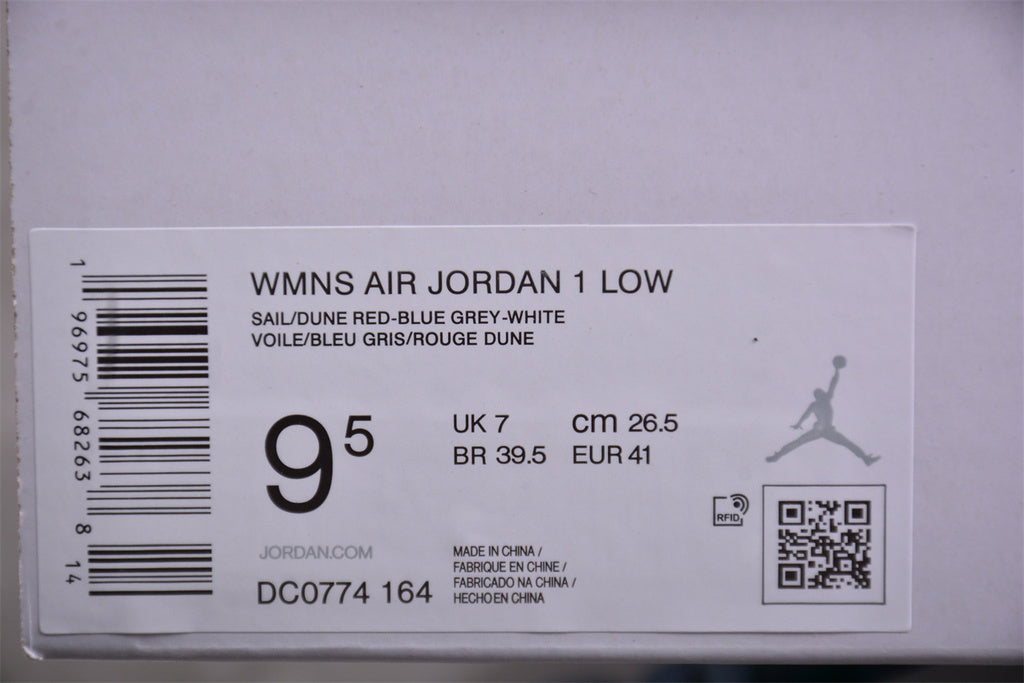 WMNS AIR JORDAN 1 LOW
SAIL/DUNE RED-BLUE GREY-WHITE
VOILE/BLEU GRIS/ROUGE DUNE
9⁵
UK 7 cm 26.5
BR 39.5 EUR 41
RFID
JORDAN.COM
DC0774 164
MADE IN CHINA /
FABRIQUE EN CHINE /
FABRICADO NA CHINA /
HECHO EN CHINA
1 96975 68263 8 14